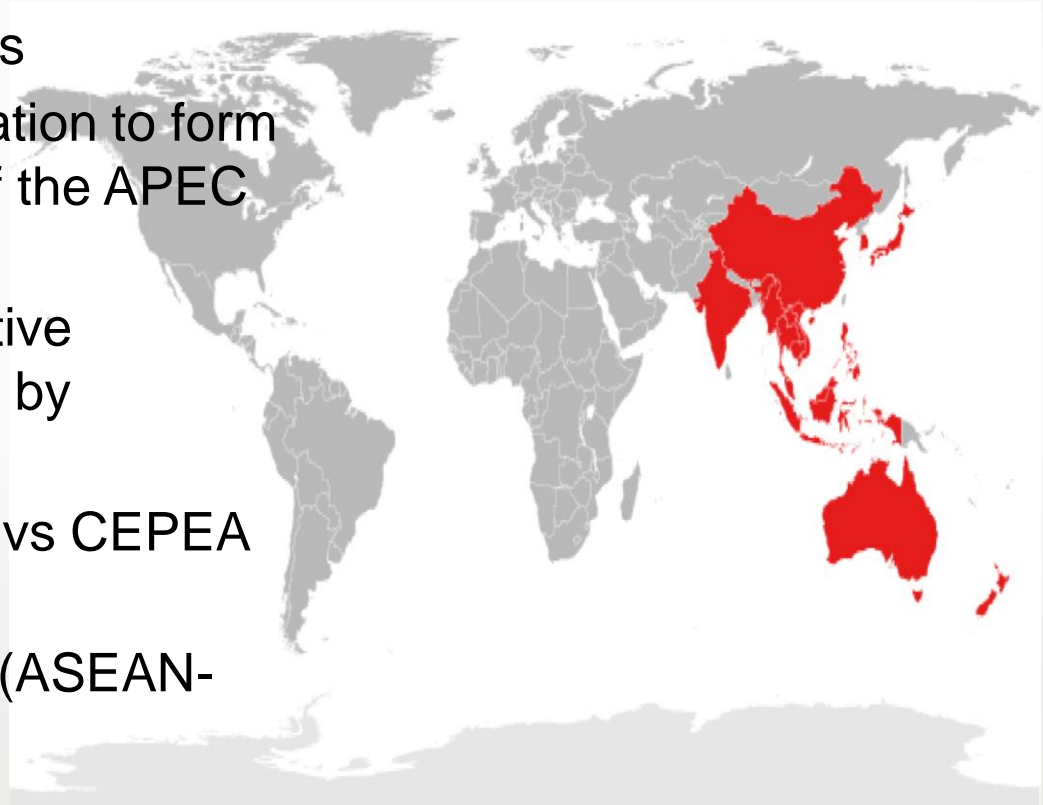 s
ation to form
f the APEC
tive
by
vs CEPEA
(ASEAN-